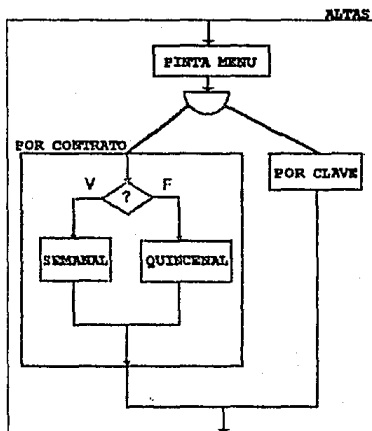 ALTAS
PINTA MENU
POR CONTRATO
POR CLAVE
V ? F
SEMANAL QUINCENAL